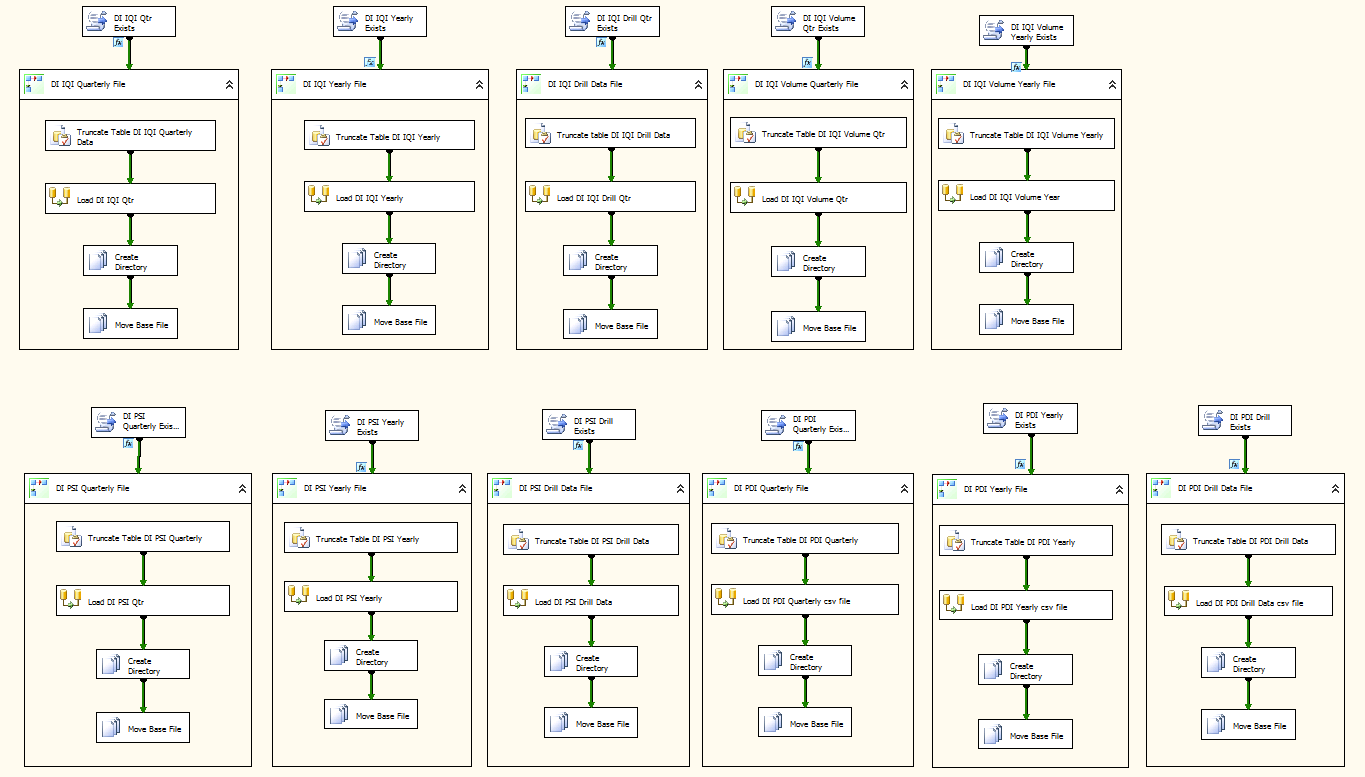 DI IQI Qtr
Exists
DI IQI Yearly
Exists
DI IQI Drill Qtr
Exists
DI IQI Volume
Qtr Exists
DI IQI Volume
Yearly Exists
fx
fx
fx
fx
fx
DI IQI Quarterly File
DI IQI Yearly File
DI IQI Drill Data File
DI IQI Volume Quarterly File
DI IQI Volume Yearly File
Truncate Table DI IQI Quarterly
Data
Truncate Table DI IQI Yearly
Truncate table DI IQI Drill Data
Truncate Table DI IQI Volume Qtr
Truncate Table DI IQI Volume Yearly
Load DI IQI Qtr
Load DI IQI Yearly
Load DI IQI Drill Qtr
Load DI IQI Volume Qtr
Load DI IQI Volume Year
Create
Directory
Create
Directory
Create
Directory
Create
Directory
Create
Directory
Move Base File
Move Base File
Move Base File
Move Base File
Move Base File
DI PSI
Quarterly Exis...
DI PSI Yearly
Exists
DI PSI Drill
Exists
DI PDI
Quarterly Exis...
DI PDI Yearly
Exists
DI PDI Drill
Exists
fx
fx
fx
fx
fx
fx
DI PSI Quarterly File
DI PSI Yearly File
DI PSI Drill Data File
DI PDI Quarterly File
DI PDI Yearly File
DI PDI Drill Data File
Truncate Table DI PSI Quarterly
Truncate Table DI PSI Yearly
Truncate Table DI PSI Drill Data
Truncate Table DI PDI Quarterly
Truncate Table DI PDI Yearly
Truncate Table DI PDI Drill Data
Load DI PSI Qtr
Load DI PSI Yearly
Load DI PSI Drill Data
Load DI PDI Quarterly csv file
Load DI PDI Yearly csv file
Load DI PDI Drill Data csv file
Create
Directory
Create
Directory
Create
Directory
Create
Directory
Create
Directory
Create
Directory
Move Base File
Move Base File
Move Base File
Move Base File
Move Base File
Move Base File